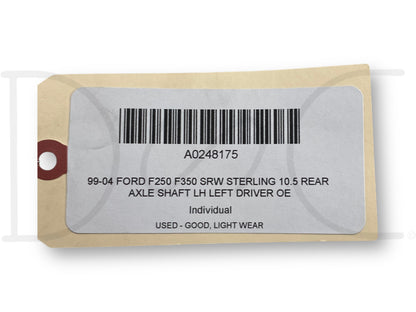 A0248175
99-04 FORD F250 F350 SRW STERLING 10.5 REAR
AXLE SHAFT LH LEFT DRIVER OE
Individual
USED - GOOD, LIGHT WEAR